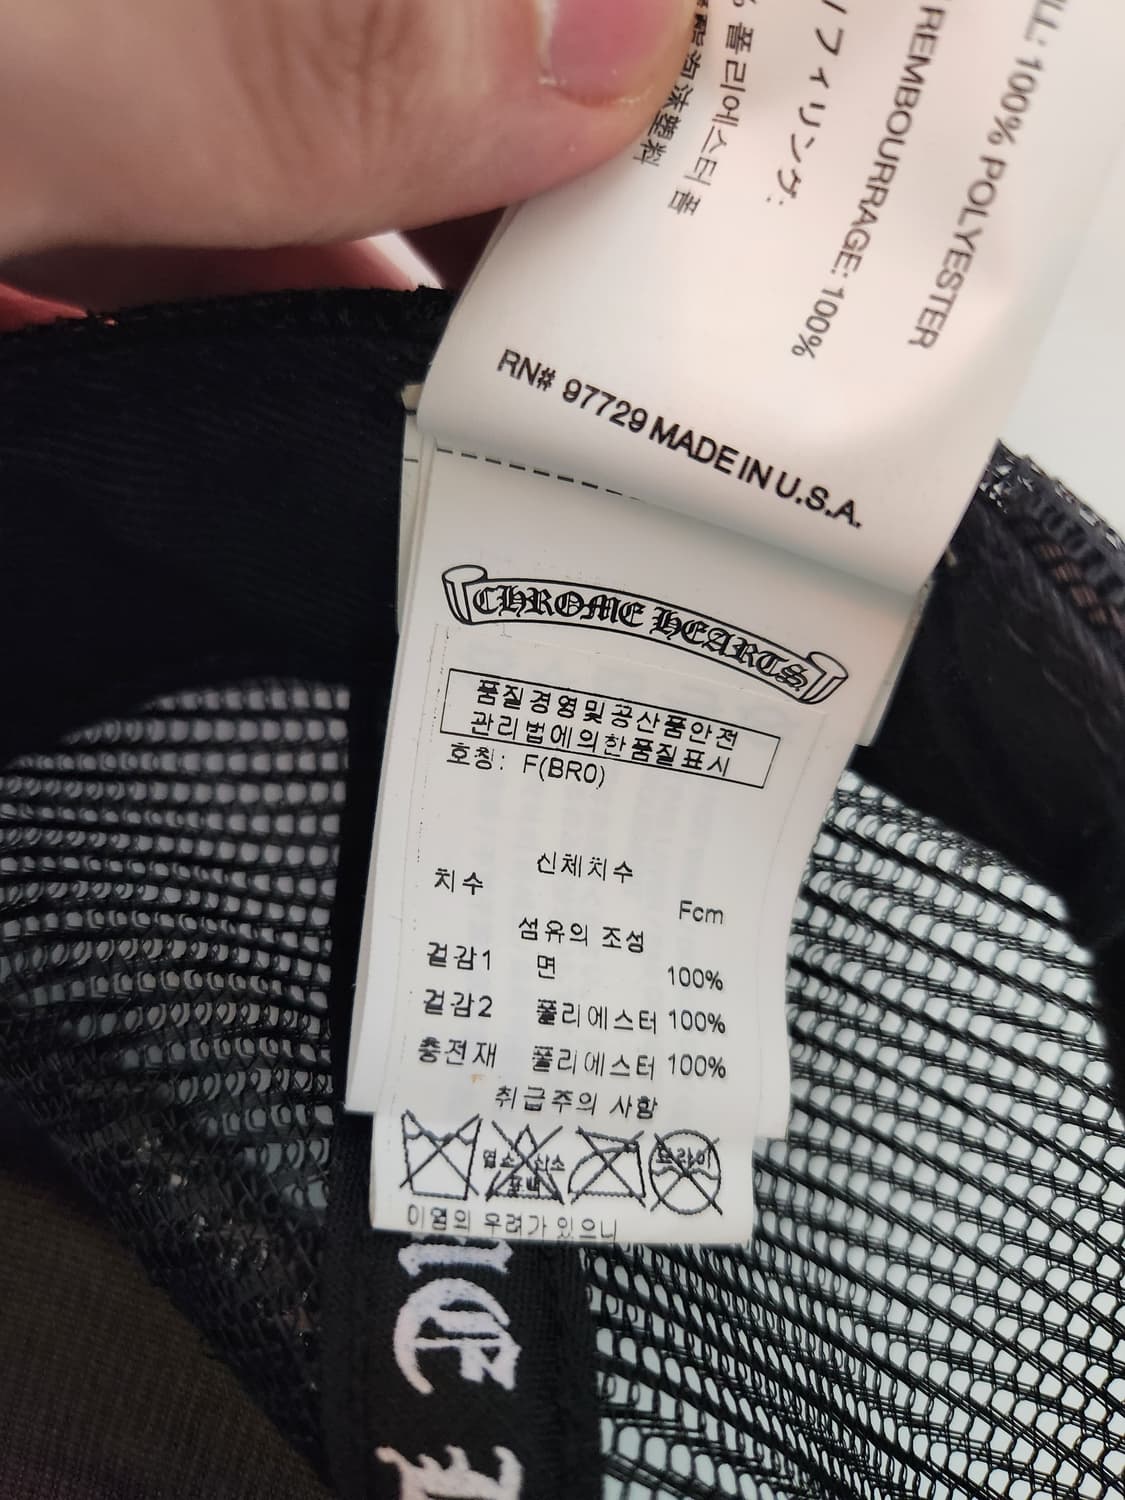 ILL: 100% POLYESTER
REMBOURRAGE: 100%
フィリング:
% 폴리에스터 폼
塑料
RN# 97729 MADE IN U.S.A.
CHROME HEARTS
품질경영및공산품안전
관리법에의한품질표시
호칭: F(BRO)
신체치수
치수
Fcm
섬유의 조성
겉감1 면 100%
겉감2 폴리에스터 100%
충전재 폴리에스터 100%
취급주의 사항
염소 산소
표백
드라이
이염의 우려가 있으니